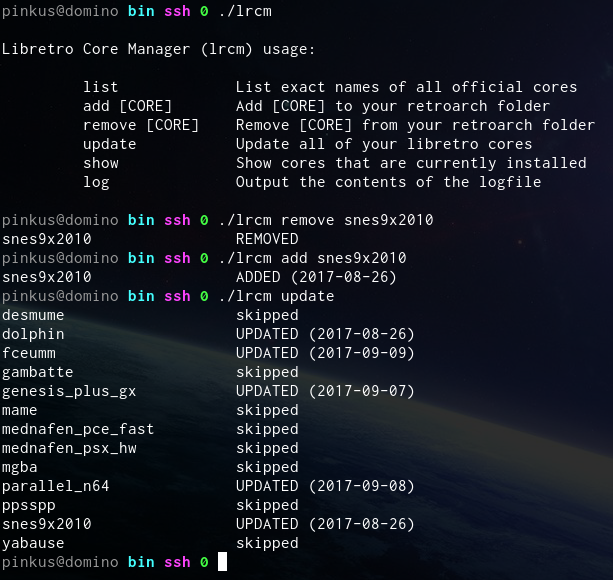 pinkus@domino bin ssh 0 ./lrcm
Libretro Core Manager (lrcm) usage:
list List exact names of all official cores
add [CORE] Add [CORE] to your retroarch folder
remove [CORE] Remove [CORE] from your retroarch folder
update Update all of your libretro cores
show Show cores that are currently installed
log Output the contents of the logfile
pinkus@domino bin ssh 0 ./lrcm remove snes9x2010
snes9x2010 REMOVED
pinkus@domino bin ssh 0 ./lrcm add snes9x2010
snes9x2010 ADDED (2017-08-26)
pinkus@domino bin ssh 0 ./lrcm update
desmume skipped
dolphin UPDATED (2017-08-26)
fceumm UPDATED (2017-09-09)
gambatte skipped
genesis_plus_gx UPDATED (2017-09-07)
mame skipped
mednafen_pce_fast skipped
mednafen_psx_hw skipped
mgba skipped
parallel_n64 UPDATED (2017-09-08)
ppsspp skipped
snes9x2010 UPDATED (2017-08-26)
yabause skipped
pinkus@domino bin ssh 0